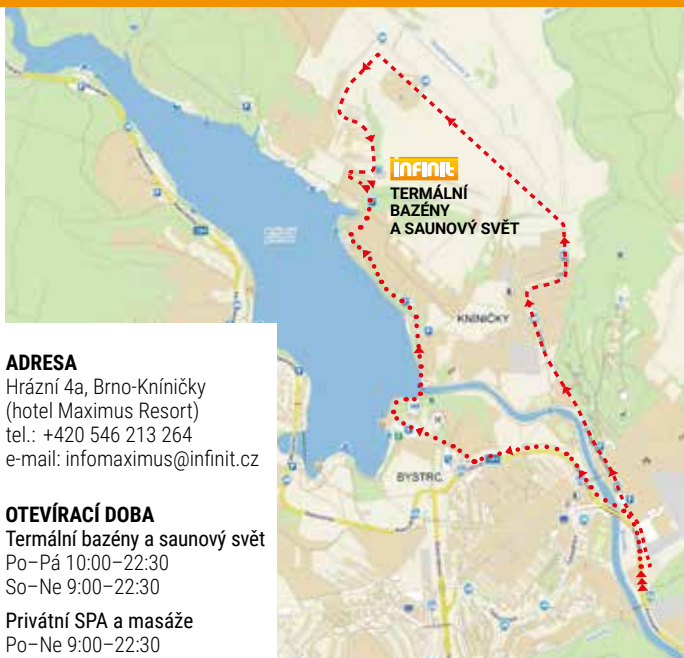 infinit
TERMÁLNÍ
BAZÉNY
A SAUNOVÝ SVĚT
KNÍNIČKY
BYSTRC
ADRESA
Hrázní 4a, Brno-Kníničky
(hotel Maximus Resort)
tel.: +420 546 213 264
e-mail: infomaximus@infinit.cz
OTEVÍRACÍ DOBA
Termální bazény a saunový svět
Po–Pá 10:00–22:30
So–Ne 9:00–22:30
Privátní SPA a masáže
Po–Ne 9:00–22:30